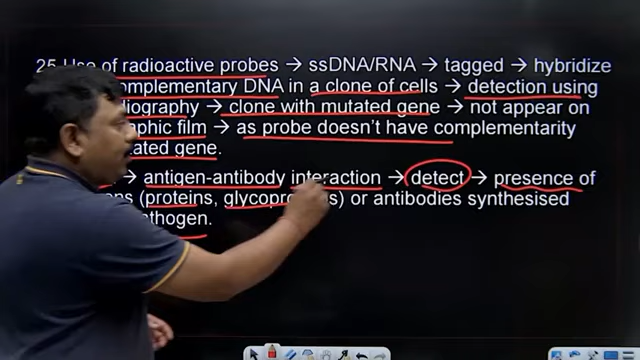 25 Use of radioactive probes → ssDNA/RNA → tagged → hybridize
complementary DNA in a clone of cells → detection using
→ clone with mutated gene → not appear on
film → as probe doesn't have complementarity
gene.
→ antigen-antibody interaction → detect → presence of
(proteins, ) or antibodies synthesised